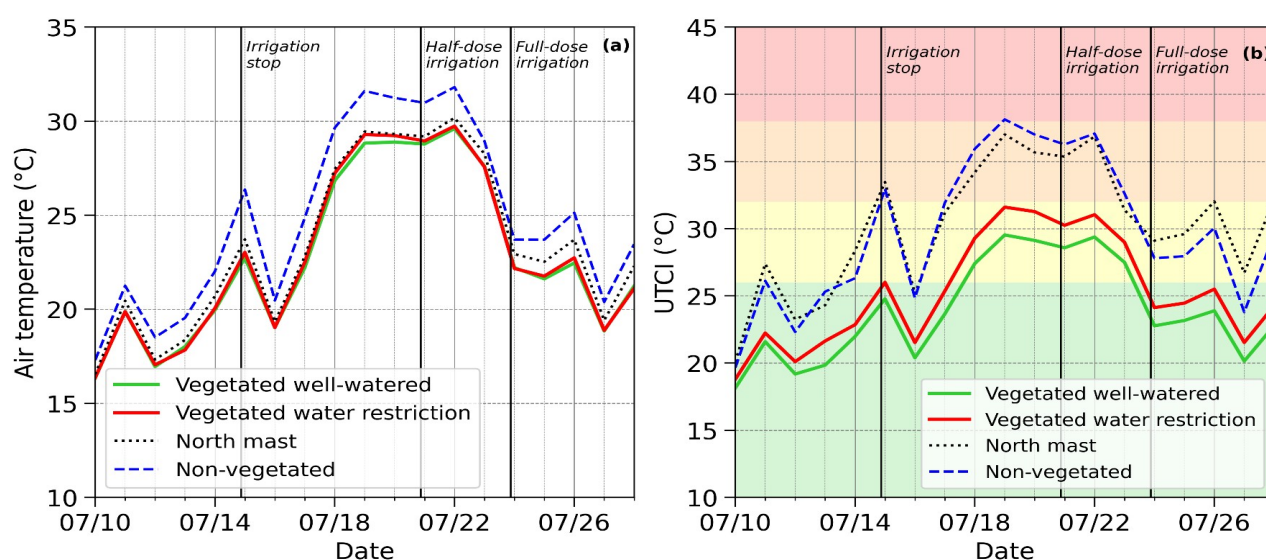 35
30
25
20
15
10
Air temperature (°C)
Irrigation
stop
Half-dose
irrigation
Full-dose
irrigation
(a)
Vegetated well-watered
Vegetated water restriction
North mast
Non-vegetated
07/10
07/14
07/18
07/22
07/26
Date
45
40
35
30
25
20
15
10
UTCI (°C)
Irrigation
stop
Half-dose
irrigation
Full-dose
irrigation
(b)
Vegetated well-watered
Vegetated water restriction
North mast
Non-vegetated
07/10
07/14
07/18
07/22
07/26
Date